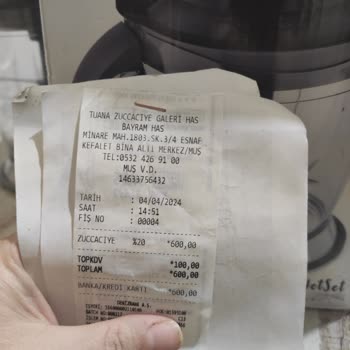 TUANA ZUCCACİYE GALERİ HAS
BAYRAM HAS
MİNARE MAH.1803.SK.3/4 ESNAF
KEFALET BİNA ALTI MERKEZ/MUŞ
TEL:0532 426 91 00
MUŞ V.D.
14633756432
TARİH : 04/04/2024
SAAT : 14:51
FİŞ NO : 00004
ZUCCACİYE %20 *600,00
TOPKDV *100,00
TOPLAM *600,00
BANKA/KREDİ KARTI *600,00
DENİZBANK A.Ş.